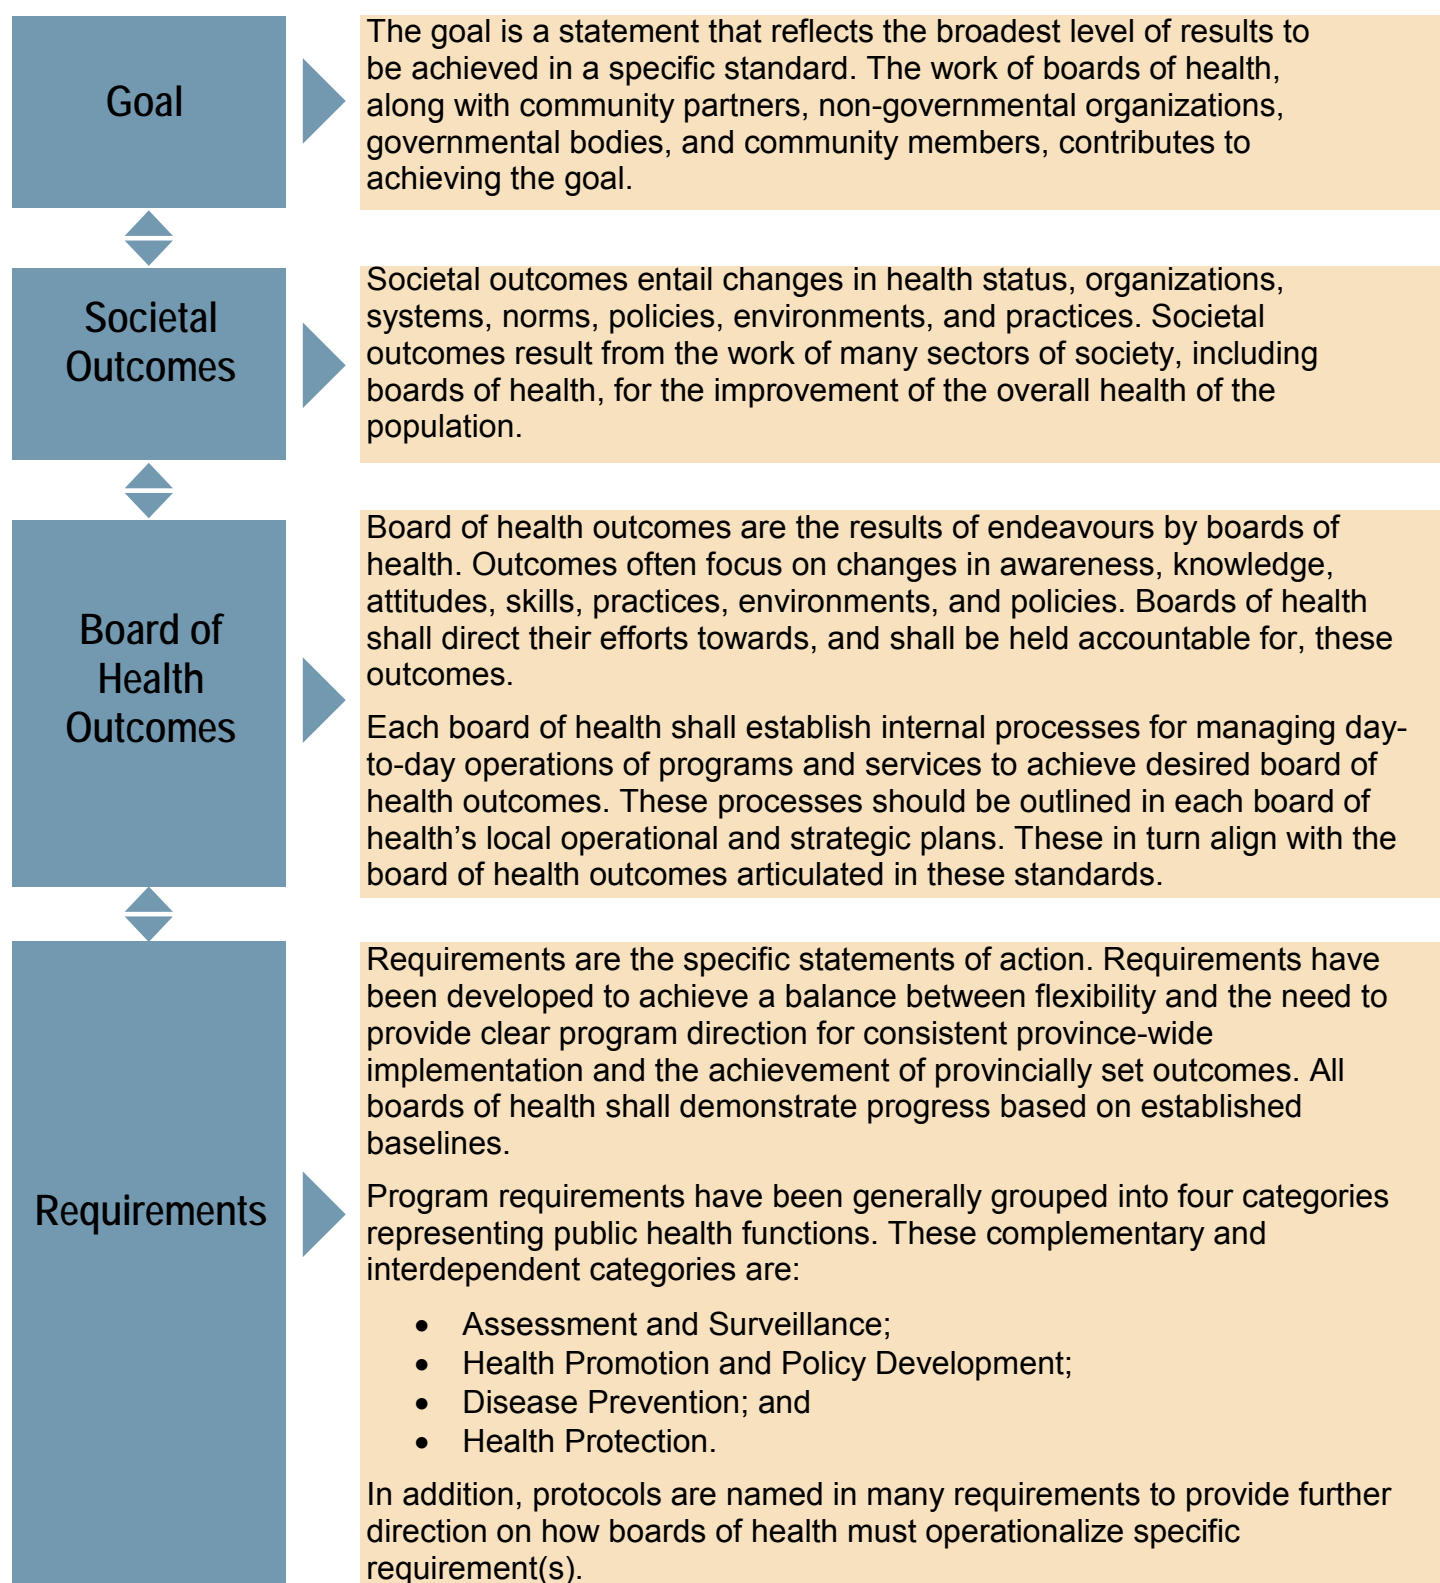 Goal
The goal is a statement that reflects the broadest level of results to
be achieved in a specific standard. The work of boards of health,
along with community partners, non-governmental organizations,
governmental bodies, and community members, contributes to
achieving the goal.
Societal
Outcomes
Societal outcomes entail changes in health status, organizations,
systems, norms, policies, environments, and practices. Societal
outcomes result from the work of many sectors of society, including
boards of health, for the improvement of the overall health of the
population.
Board of
Health
Outcomes
Board of health outcomes are the results of endeavours by boards of
health. Outcomes often focus on changes in awareness, knowledge,
attitudes, skills, practices, environments, and policies. Boards of health
shall direct their efforts towards, and shall be held accountable for, these
outcomes.
Each board of health shall establish internal processes for managing day-
to-day operations of programs and services to achieve desired board of
health outcomes. These processes should be outlined in each board of
health’s local operational and strategic plans. These in turn align with the
board of health outcomes articulated in these standards.
Requirements
Requirements are the specific statements of action. Requirements have
been developed to achieve a balance between flexibility and the need to
provide clear program direction for consistent province-wide
implementation and the achievement of provincially set outcomes. All
boards of health shall demonstrate progress based on established
baselines.
Program requirements have been generally grouped into four categories
representing public health functions. These complementary and
interdependent categories are:
• Assessment and Surveillance;
• Health Promotion and Policy Development;
• Disease Prevention; and
• Health Protection.
In addition, protocols are named in many requirements to provide further
direction on how boards of health must operationalize specific
requirement(s).